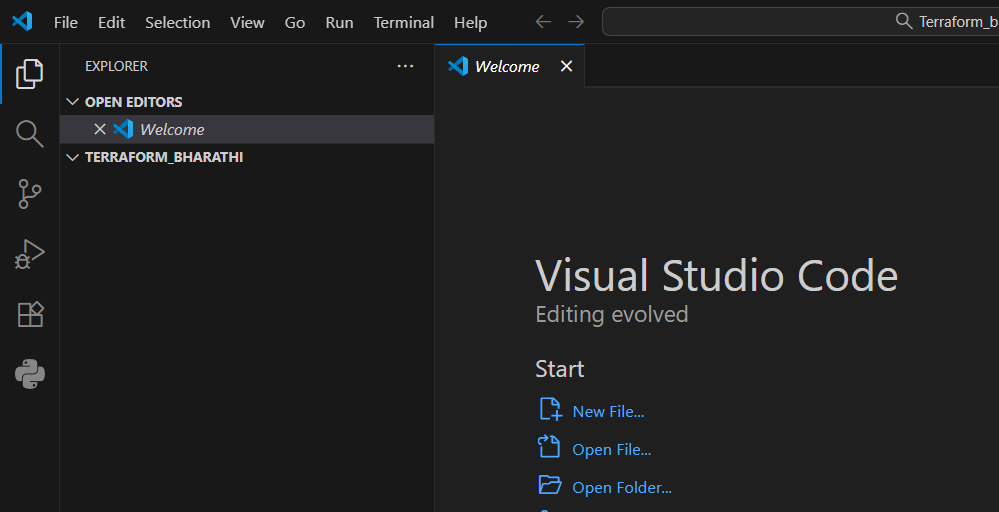 File Edit Selection View Go Run Terminal Help
Terraform_b
EXPLORER ...
Welcome
OPEN EDITORS
Welcome
TERRAFORM_BHARATHI
Visual Studio Code
Editing evolved
Start
New File...
Open File...
Open Folder...